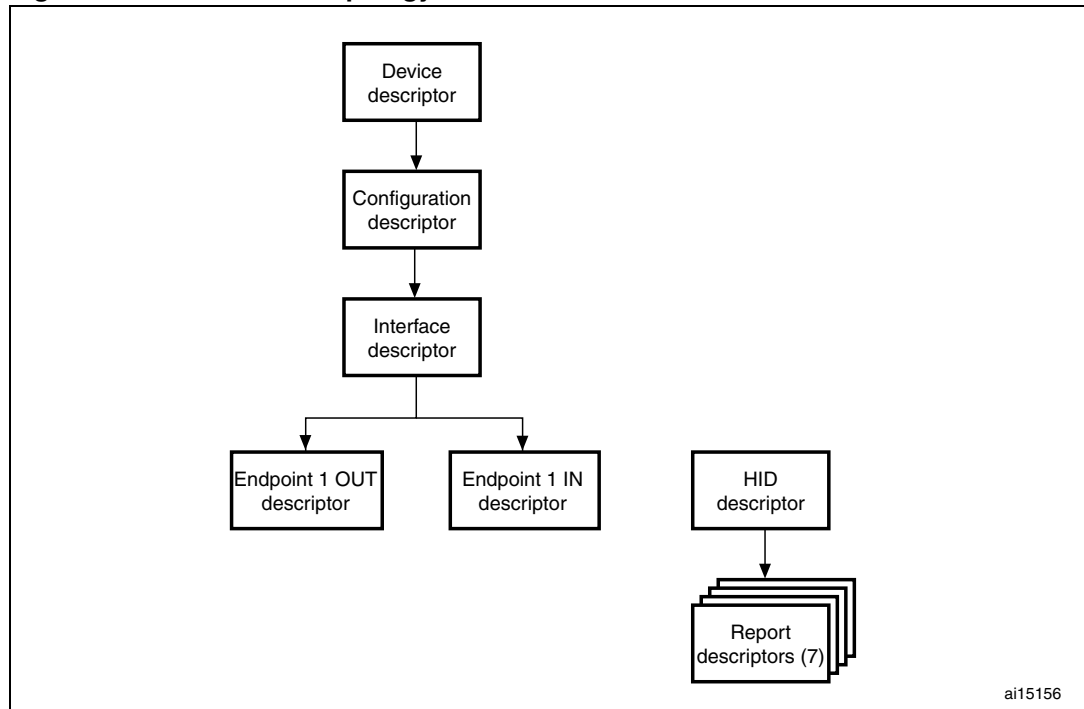 Device
descriptor
Configuration
descriptor
Interface
descriptor
Endpoint 1 OUT
descriptor
Endpoint 1 IN
descriptor
HID
descriptor
Report
descriptors (7)
ai15156